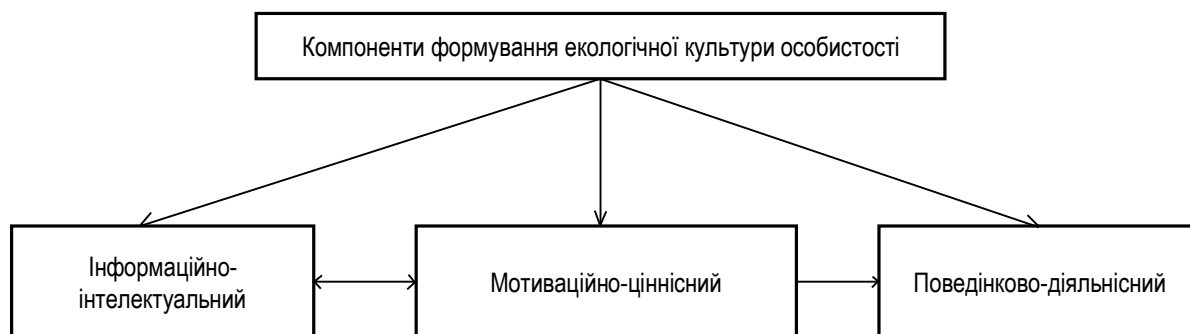 Компоненти формування екологічної культури особистості
Інформаційно-
інтелектуальний
Мотиваційно-ціннісний
Поведінково-діяльнісний